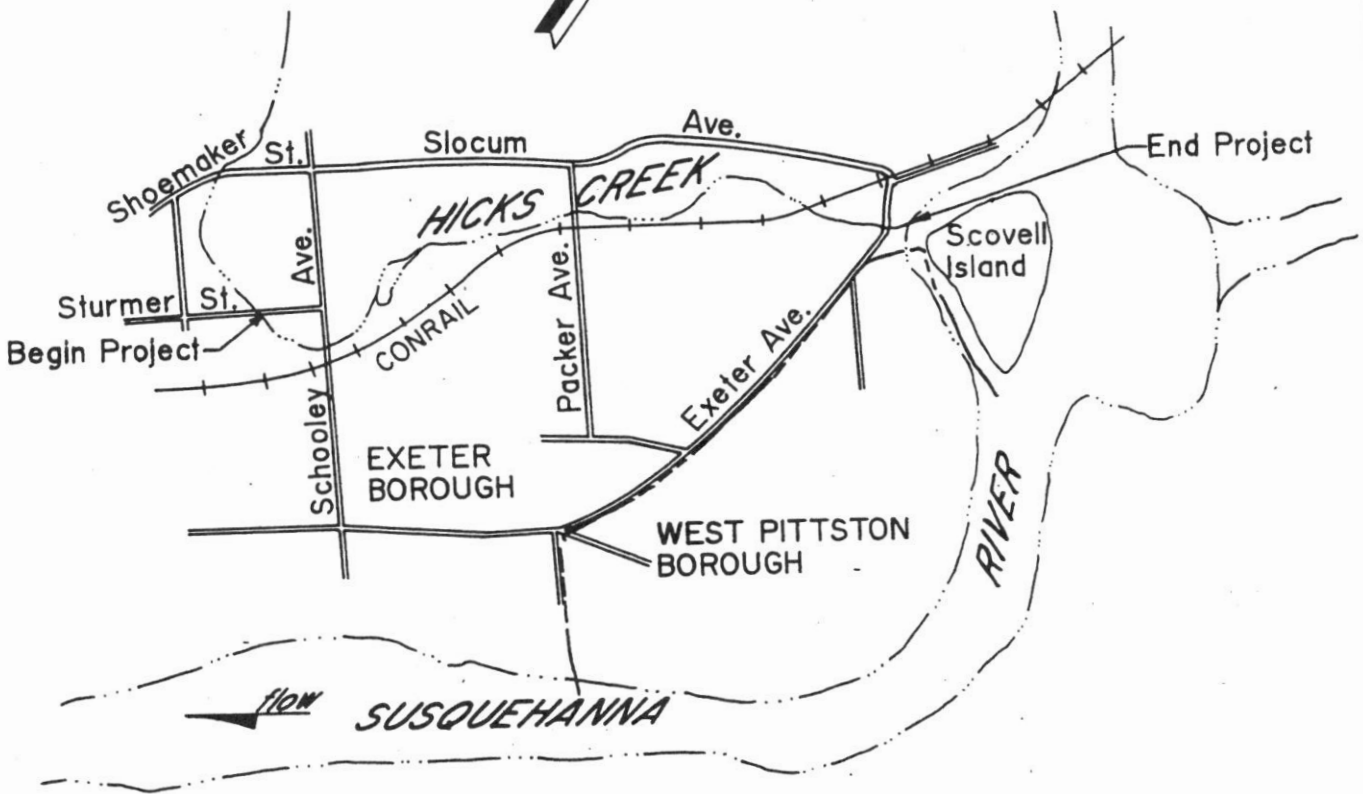 Shoemaker
St.
Slocum
Ave.
End Project
HICKS CREEK
Scovell
Island
Ave.
Sturmer St.
Begin Project
CONRAIL
Packer Ave.
Exeter Ave.
Schooley
EXETER
BOROUGH
WEST PITTSTON
BOROUGH
RIVER
flow
SUSQUEHANNA